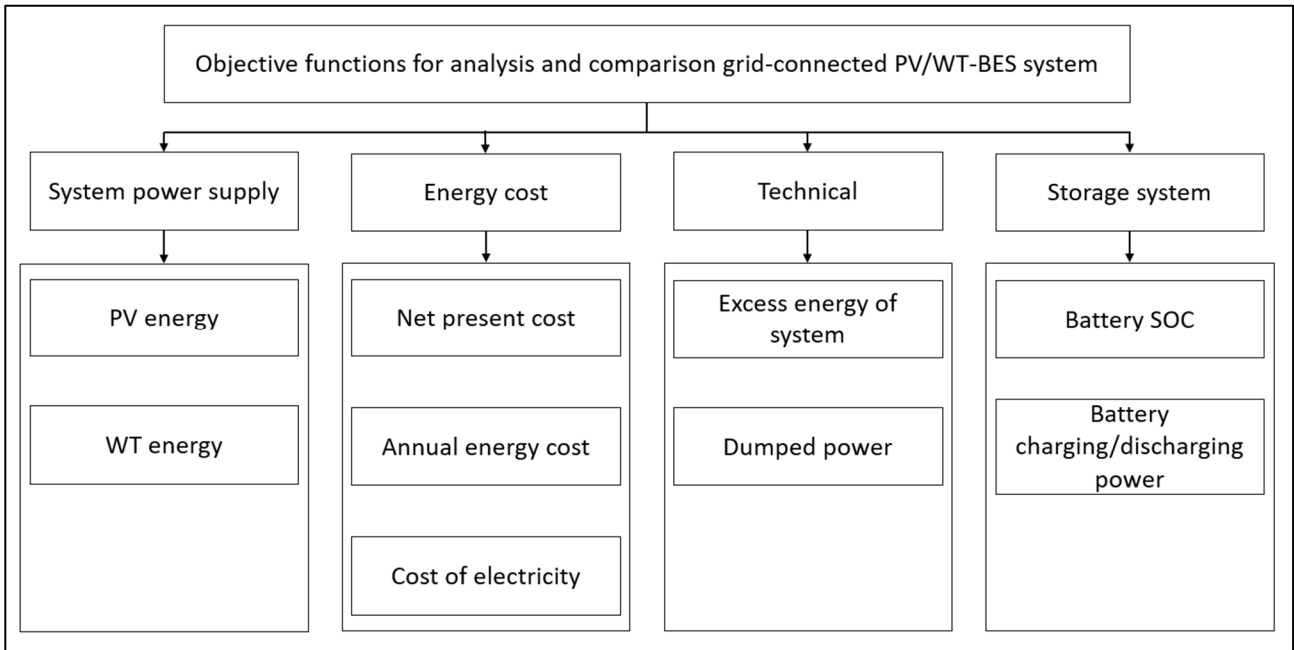 Objective functions for analysis and comparison grid-connected PV/WT-BES system
System power supply
Energy cost
Technical
Storage system
PV energy
WT energy
Net present cost
Annual energy cost
Cost of electricity
Excess energy of
system
Dumped power
Battery SOC
Battery
charging/discharging
power